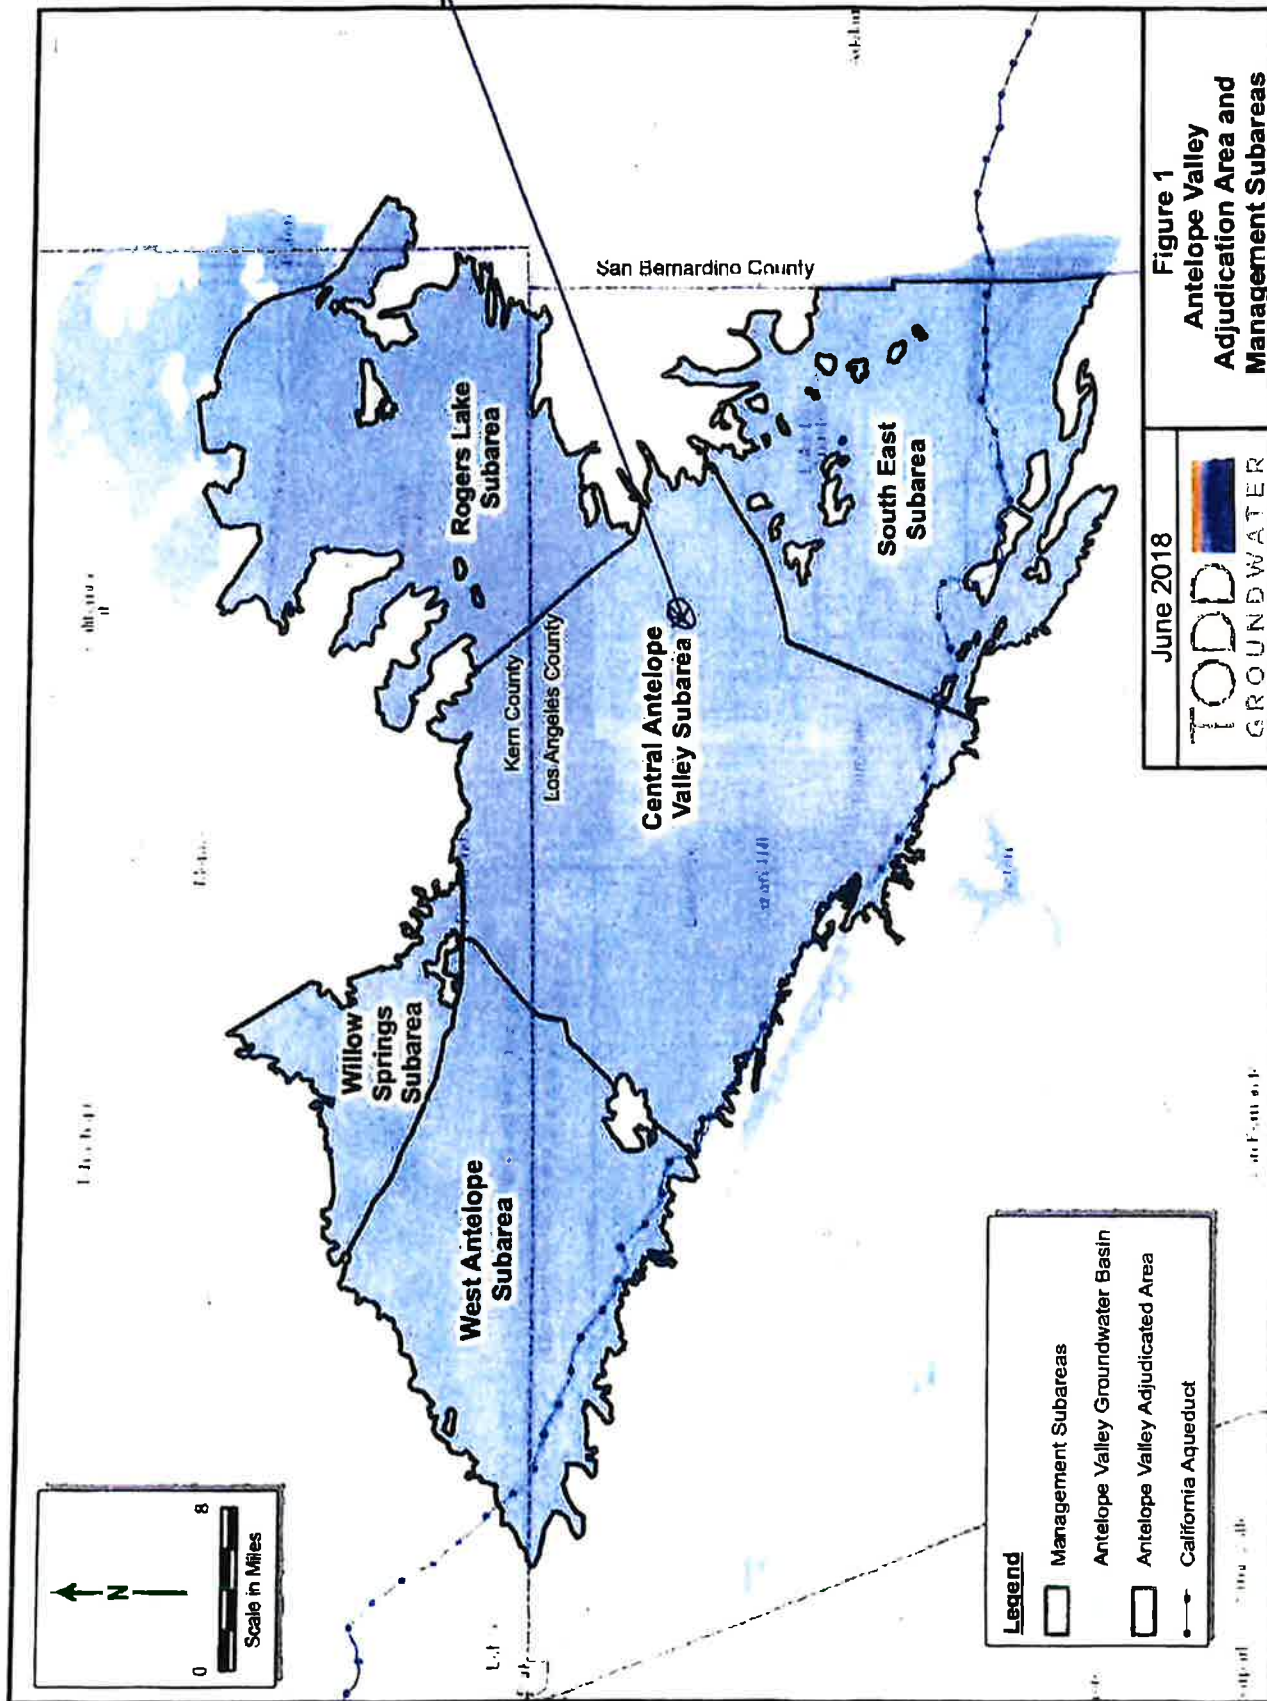 N
0 8
Scale in Miles
Willow
Springs
Subarea
West Antelope
Subarea
Rogers Lake
Subarea
Kern County
Los Angeles County
San Bernardino County
Central Antelope
Valley Subarea
South East
Subarea
Legend
Management Subareas
Antelope Valley Groundwater Basin
Antelope Valley Adjudicated Area
California Aqueduct
June 2018
TODD
GROUNDWATER
Figure 1
Antelope Valley
Adjudication Area and
Management Subareas